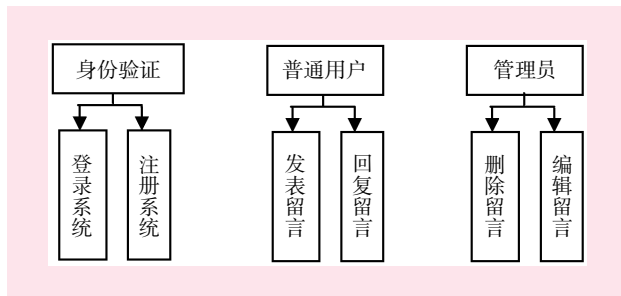 身份验证
普通用户
管理员
登录系统
注册系统
发表留言
回复留言
删除留言
编辑留言